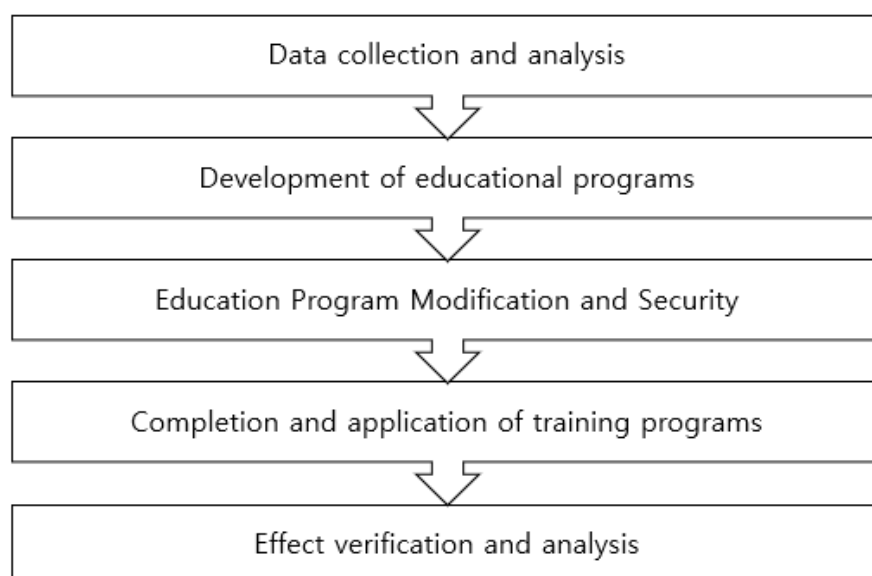 Data collection and analysis
Development of educational programs
Education Program Modification and Security
Completion and application of training programs
Effect verification and analysis